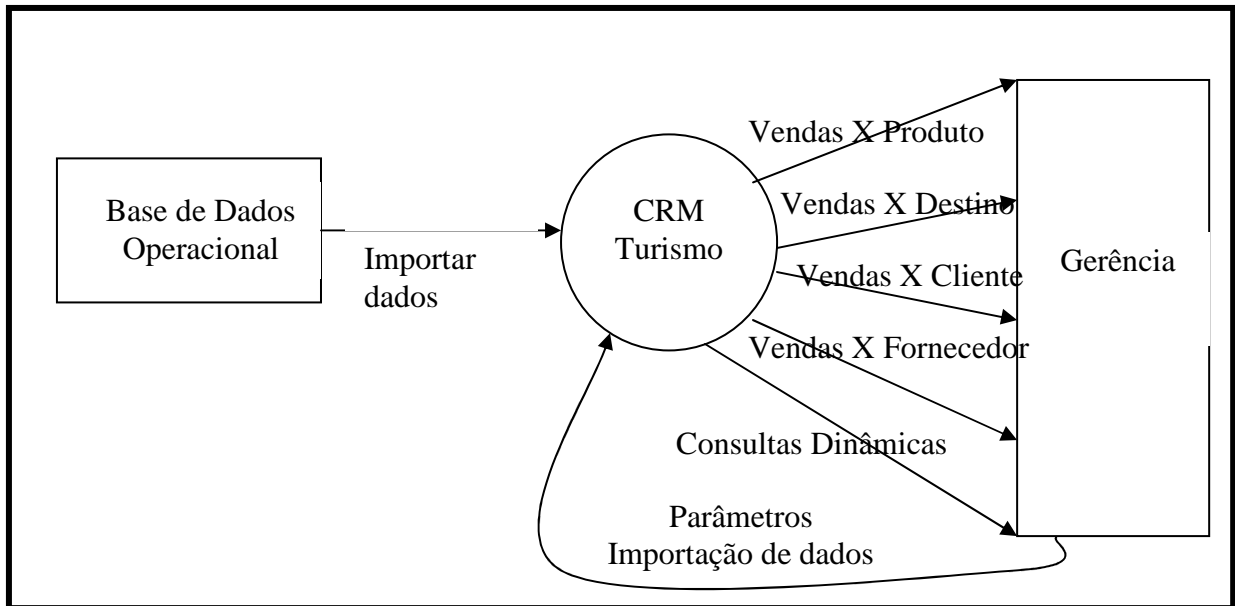 Base de Dados
Operacional
Importar
dados
CRM
Turismo
Vendas X Produto
Vendas X Destino
Vendas X Cliente
Vendas X Fornecedor
Consultas Dinâmicas
Parâmetros
Importação de dados
Gerência